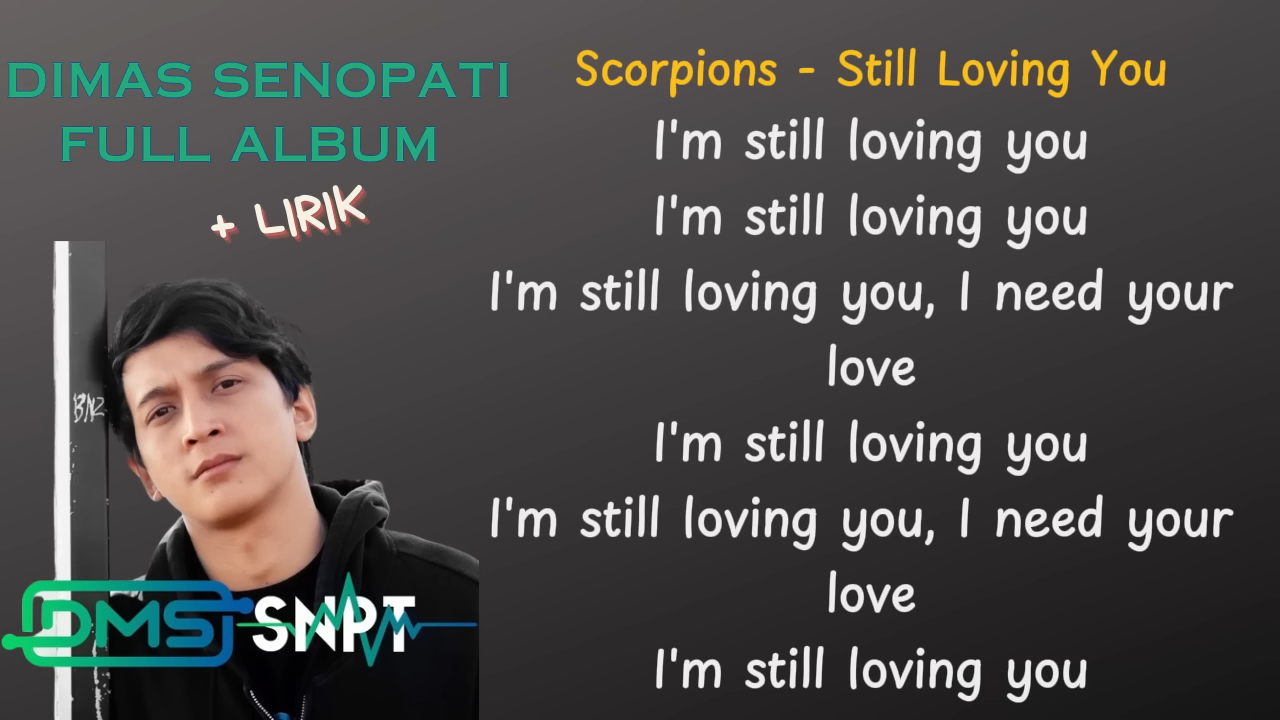 DIMAS SENOPATI
FULL ALBUM
+ LIRIK
BNZ
DMS SNPT
Scorpions - Still Loving You
I'm still loving you
I'm still loving you
I'm still loving you, I need your
love
I'm still loving you
I'm still loving you, I need your
love
I'm still loving you